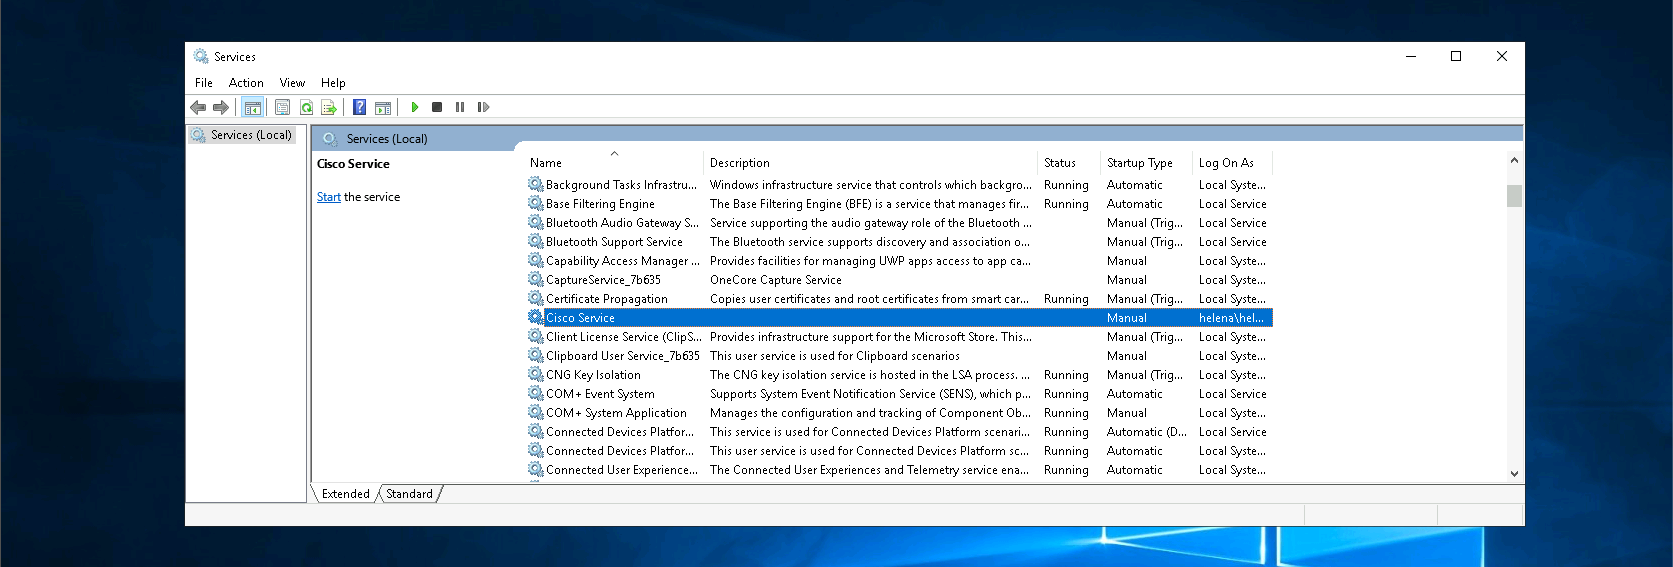 Services
File Action View Help
Services (Local)
Services (Local)
Cisco Service
Start the service
Name Description Status Startup Type Log On As
Background Tasks Infrastru... Windows infrastructure service that controls which backgro... Running Automatic Local Syste...
Base Filtering Engine The Base Filtering Engine (BFE) is a service that manages fir... Running Automatic Local Service
Bluetooth Audio Gateway S... Service supporting the audio gateway role of the Bluetooth ... Manual (Trig... Local Service
Bluetooth Support Service The Bluetooth service supports discovery and association o... Manual (Trig... Local Service
Capability Access Manager ... Provides facilities for managing UWP apps access to app ca... Manual Local Syste...
CaptureService_7b635 OneCore Capture Service Manual Local Syste...
Certificate Propagation Copies user certificates and root certificates from smart car... Running Manual (Trig... Local Syste...
Cisco Service Manual helena\hel...
Client License Service (ClipS... Provides infrastructure support for the Microsoft Store. This... Manual (Trig... Local Syste...
Clipboard User Service_7b635 This user service is used for Clipboard scenarios Manual Local Syste...
CNG Key Isolation The CNG key isolation service is hosted in the LSA process. ... Running Manual (Trig... Local Syste...
COM+ Event System Supports System Event Notification Service (SENS), which p... Running Automatic Local Service
COM+ System Application Manages the configuration and tracking of Component Ob... Running Manual Local Syste...
Connected Devices Platfor... This service is used for Connected Devices Platform scenari... Running Automatic (D... Local Service
Connected Devices Platfor... This user service is used for Connected Devices Platform sc... Running Automatic Local Syste...
Connected User Experience... The Connected User Experiences and Telemetry service ena... Running Automatic Local Syste...
Extended Standard